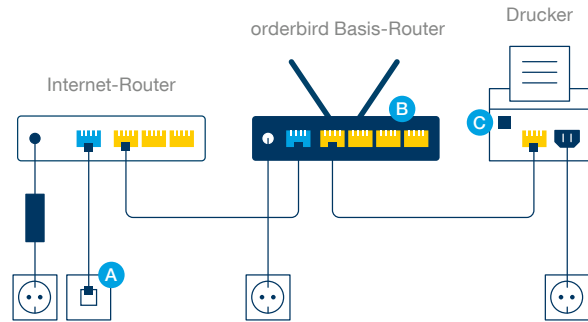 Drucker
orderbird Basis-Router
Internet-Router
B
C
A